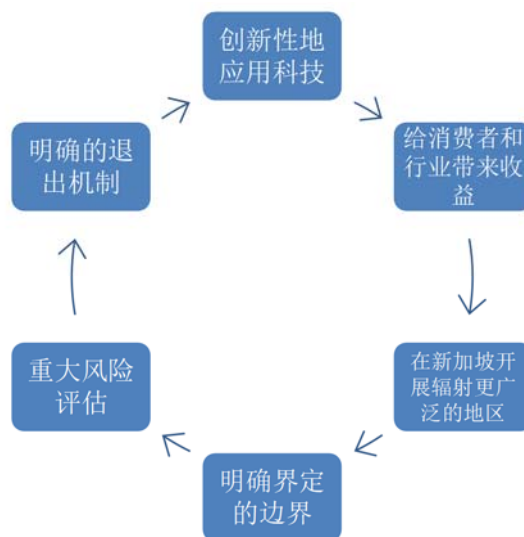 创新性地
应用科技
给消费者和
行业带来收
益
在新加坡开
展辐射更广
泛的地区
明确界定
的边界
重大风险
评估
明确的退
出机制